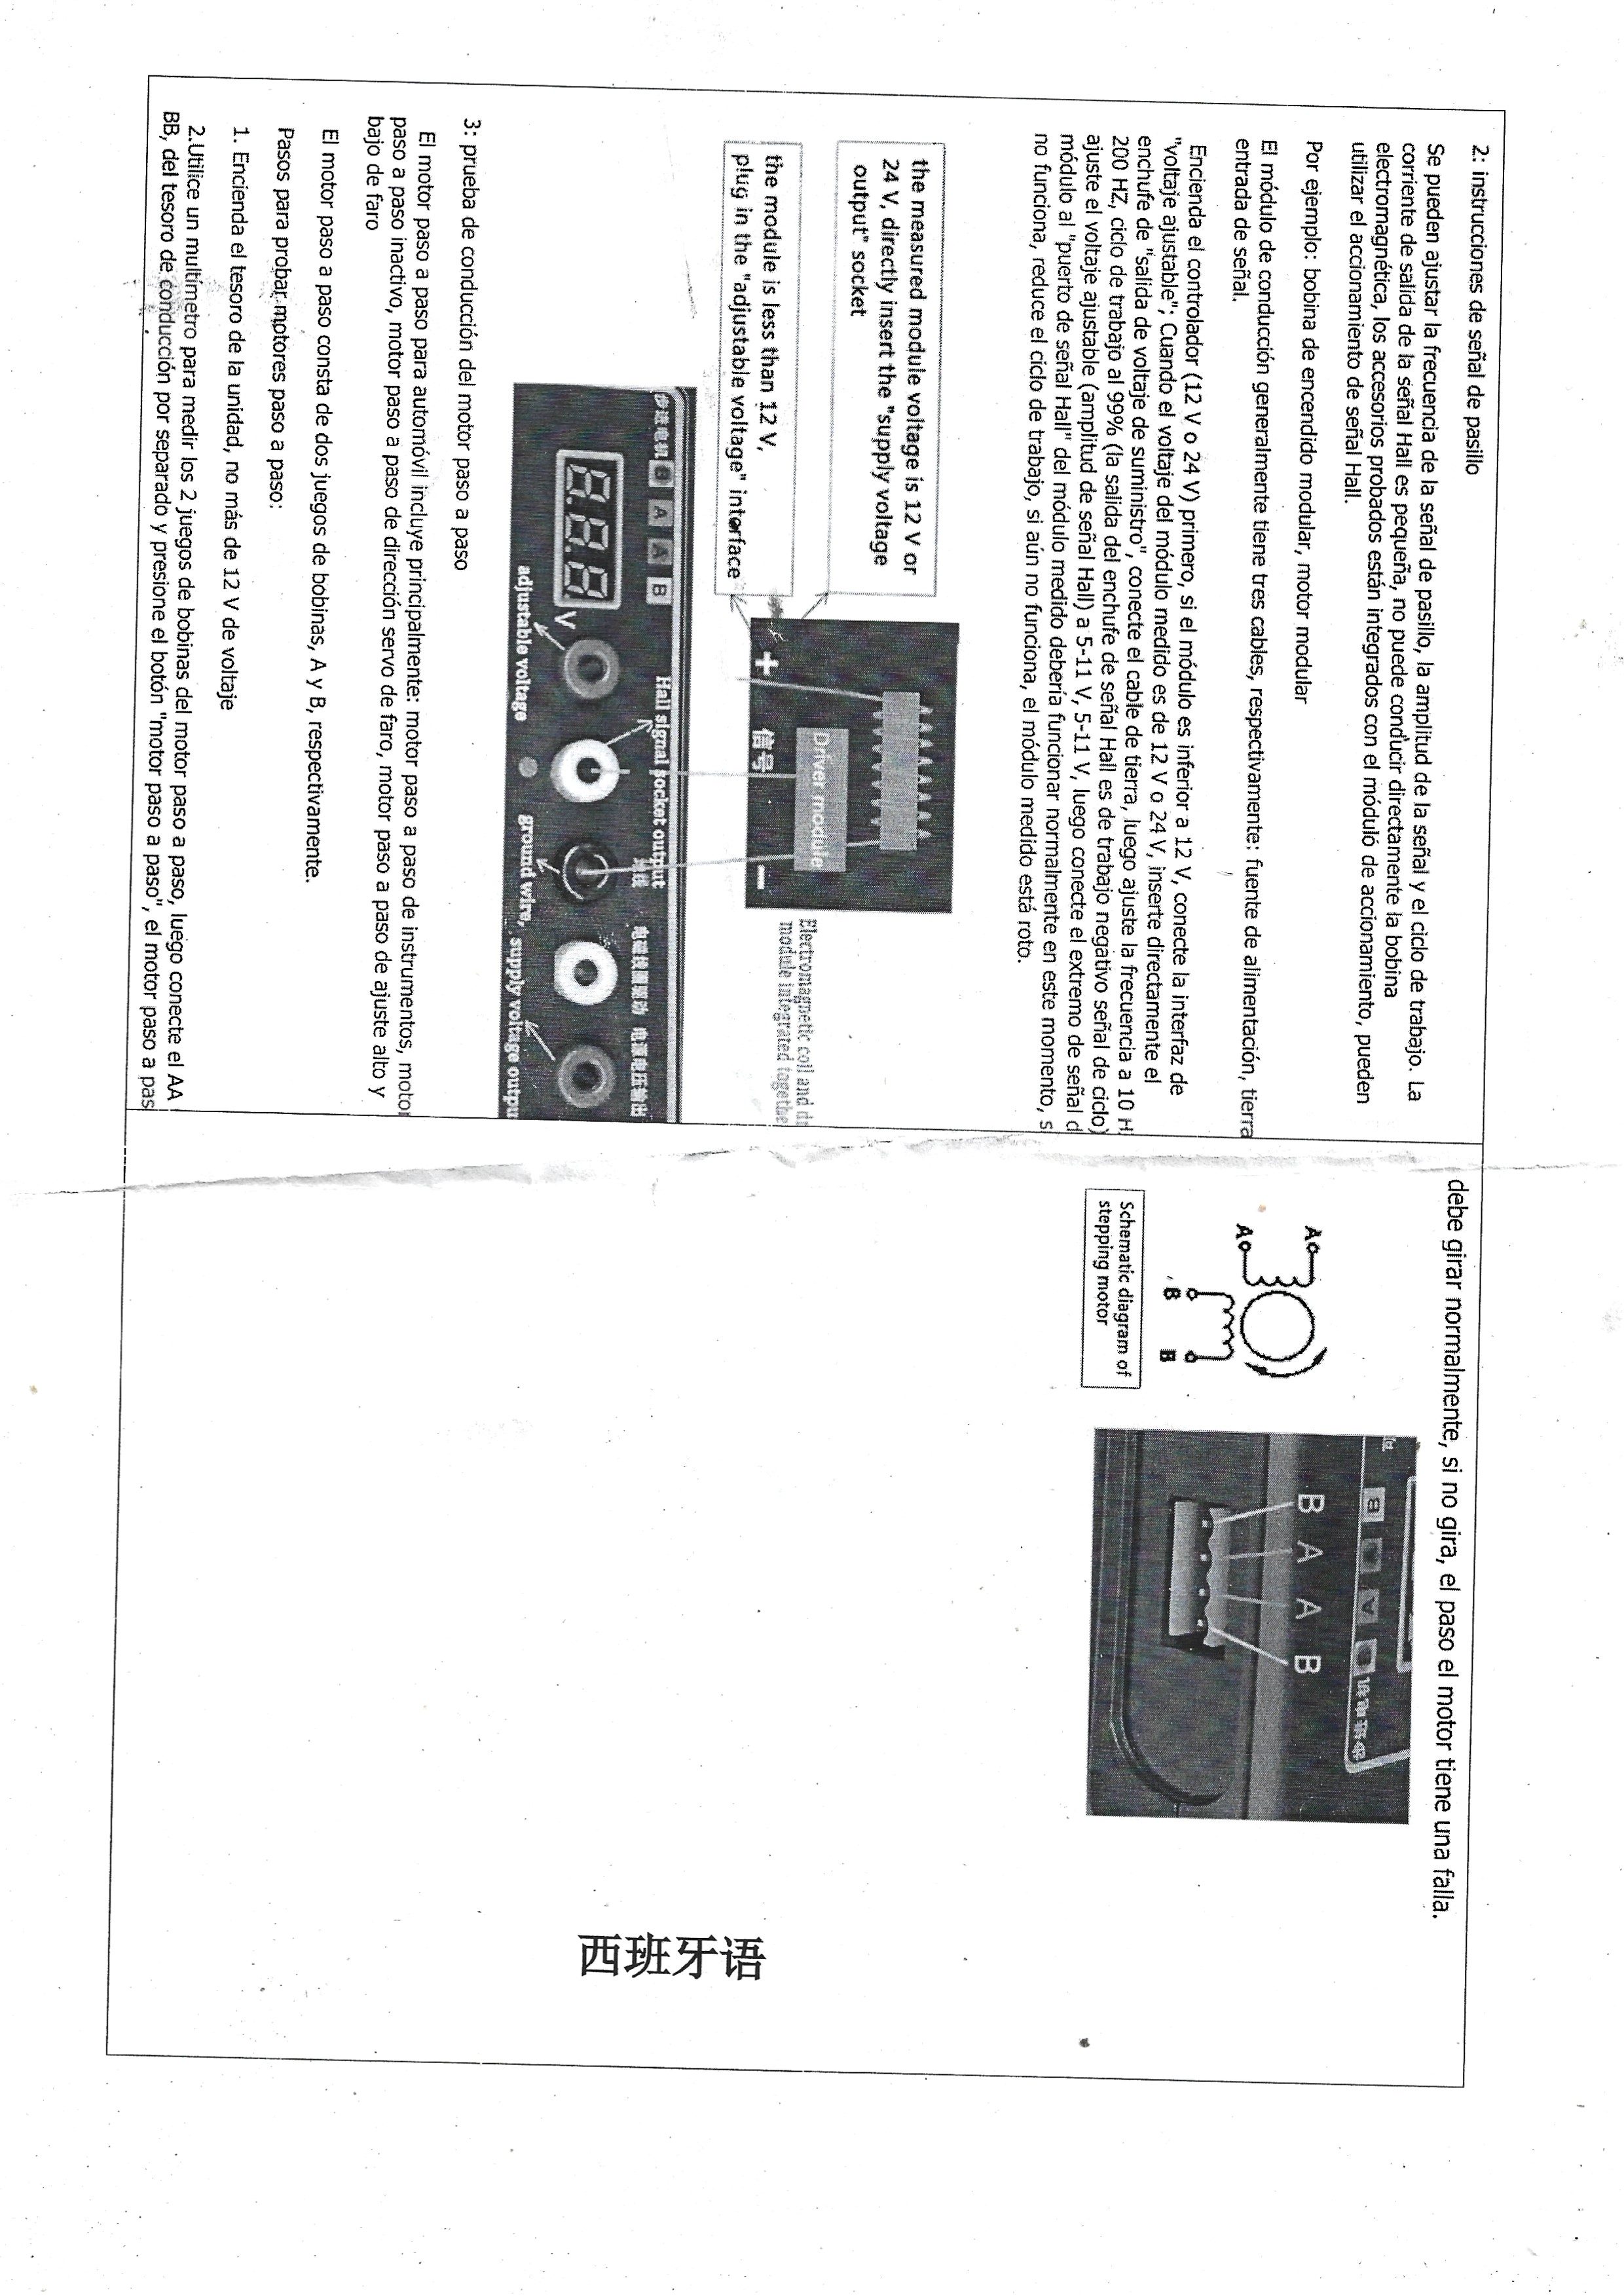 2: instrucciones de señal de pasillo
Se pueden ajustar la frecuencia de la señal de pasillo, la amplitud de la señal y el ciclo de trabajo. La
corriente de salida de la señal Hall es pequeña, no puede conducir directamente la bobina
electromagnética, los accesorios probados están integrados con el móduló de accionamiento, pueden
utilizar el accionamiento de señal Hall.
Por ejemplo: bobina de encendido modular, motor modular
El módulo de conducción generalmente tiene tres cables, respectivamente: fuente de alimentación, tierra
entrada de señal.
Encienda el controlador (12 V o 24 V) primero, si el módulo es inferior a 12 V, conecte la interfaz de
"voltaje ajustable"; Cuando el voltaje del módulo medido es de 12 V o 24 V, inserte directamente el
enchufe de "salida de voltaje de suministro", conecte el cable de tierra, luego ajuste la frecuencia a 10 H
200 HZ, ciclo de trabajo al 99% (la salida del enchufe de señal Hall es de trabajo negativo señal de ciclo)
ajuste el voltaje ajustable (amplitud de señal Hall) a 5-11 V, 5-11 V, luego conecte el extremo de señal d
módulo al "puerto de señal Hall" del módulo medido debería funcionar normalmente en este momento, s
no funciona, reduce el ciclo de trabajo, si aún no funciona, el módulo medido está roto.
the measured module voltage is 12 V or
24 V, directly insert the "supply voltage
output" socket
the module is less than 12 V,
plug in the "adjustable voltage" interface
Driver module
+ 信号 −
Electromagnetic coil and dr
module integrated togethe
步进电机 B A A B
Hall signal socket output
地线
电磁线圈驱动 电源电压输出
8.8.8. V
adjustable voltage
ground wire,
supply voltage outpu
3: prueba de conducción del motor paso a paso
El motor paso a paso para automóvil incluye principalmente: motor paso a paso de instrumentos, motor
paso a paso inactivo, motor paso a paso de dirección servo de faro, motor paso a paso de ajuste alto y
bajo de faro
El motor paso a paso consta de dos juegos de bobinas, A y B, respectivamente.
Pasos para probar motores paso a paso:
1. Encienda el tesoro de la unidad, no más de 12 V de voltaje
2.Utilice un multímetro para medir los 2 juegos de bobinas del motor paso a paso, luego conecte el AA
BB, del tesoro de conducción por separado y presione el botón "motor paso a paso", el motor paso a pas
debe girar normalmente, si no gira, el paso el motor tiene una falla.
A
A
B B
Schematic diagram of
stepping motor
B A 步进电机
B A A B
西班牙语